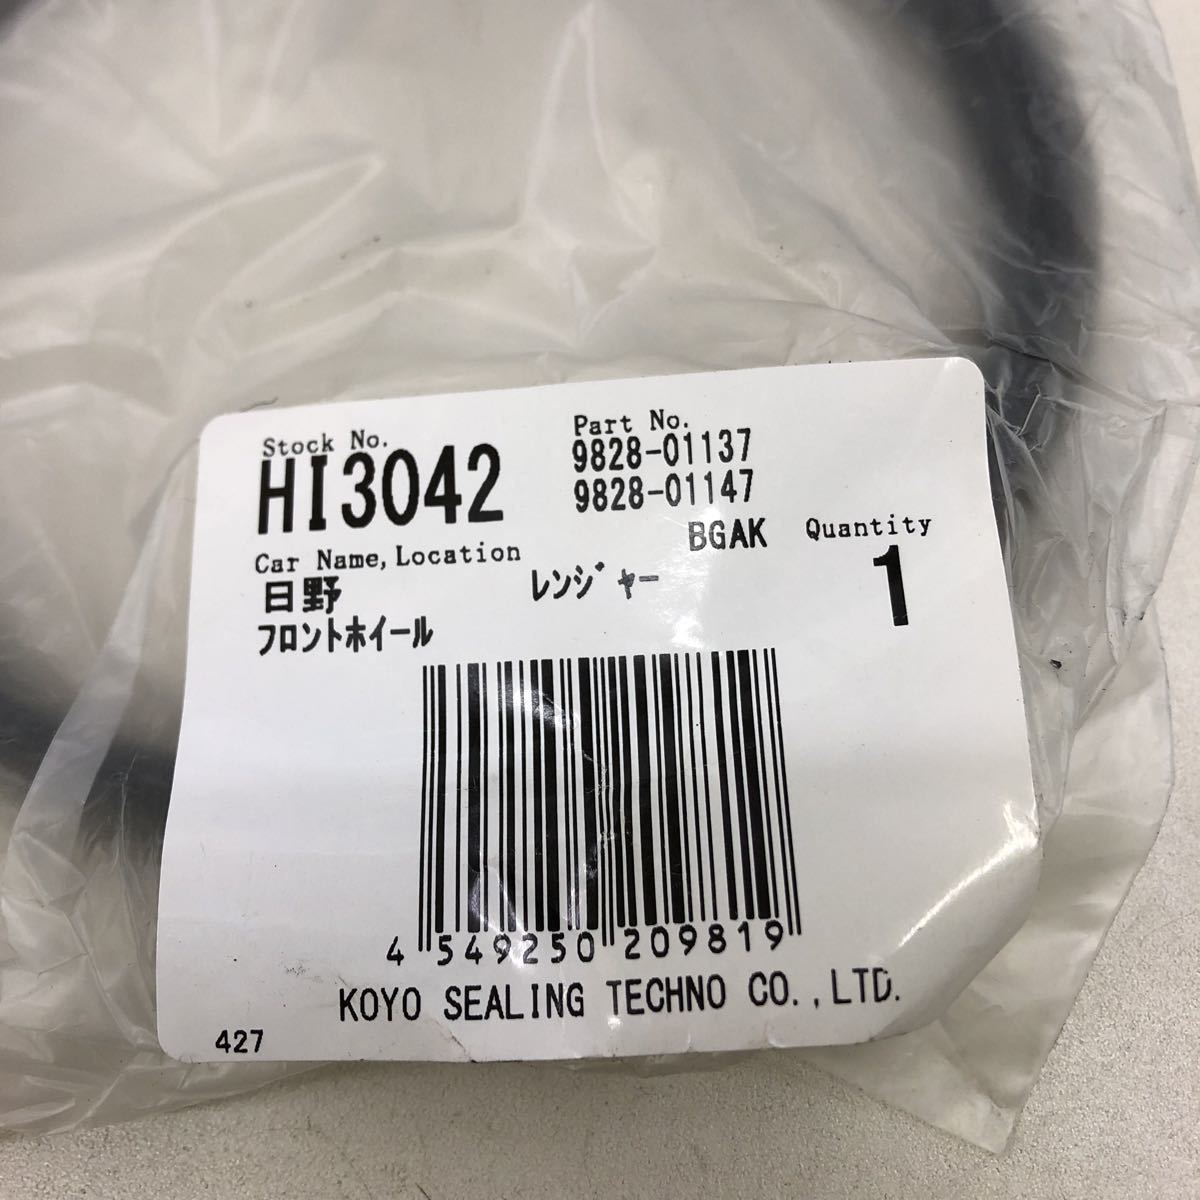 Stock No.
HI3042
Part No.
9828-01137
9828-01147
BGAK
Quantity
1
Car Name,Location
日野 レンジャー
フロントホイール
4 549250 209819
KOYO SEALING TECHNO CO.,LTD.
427